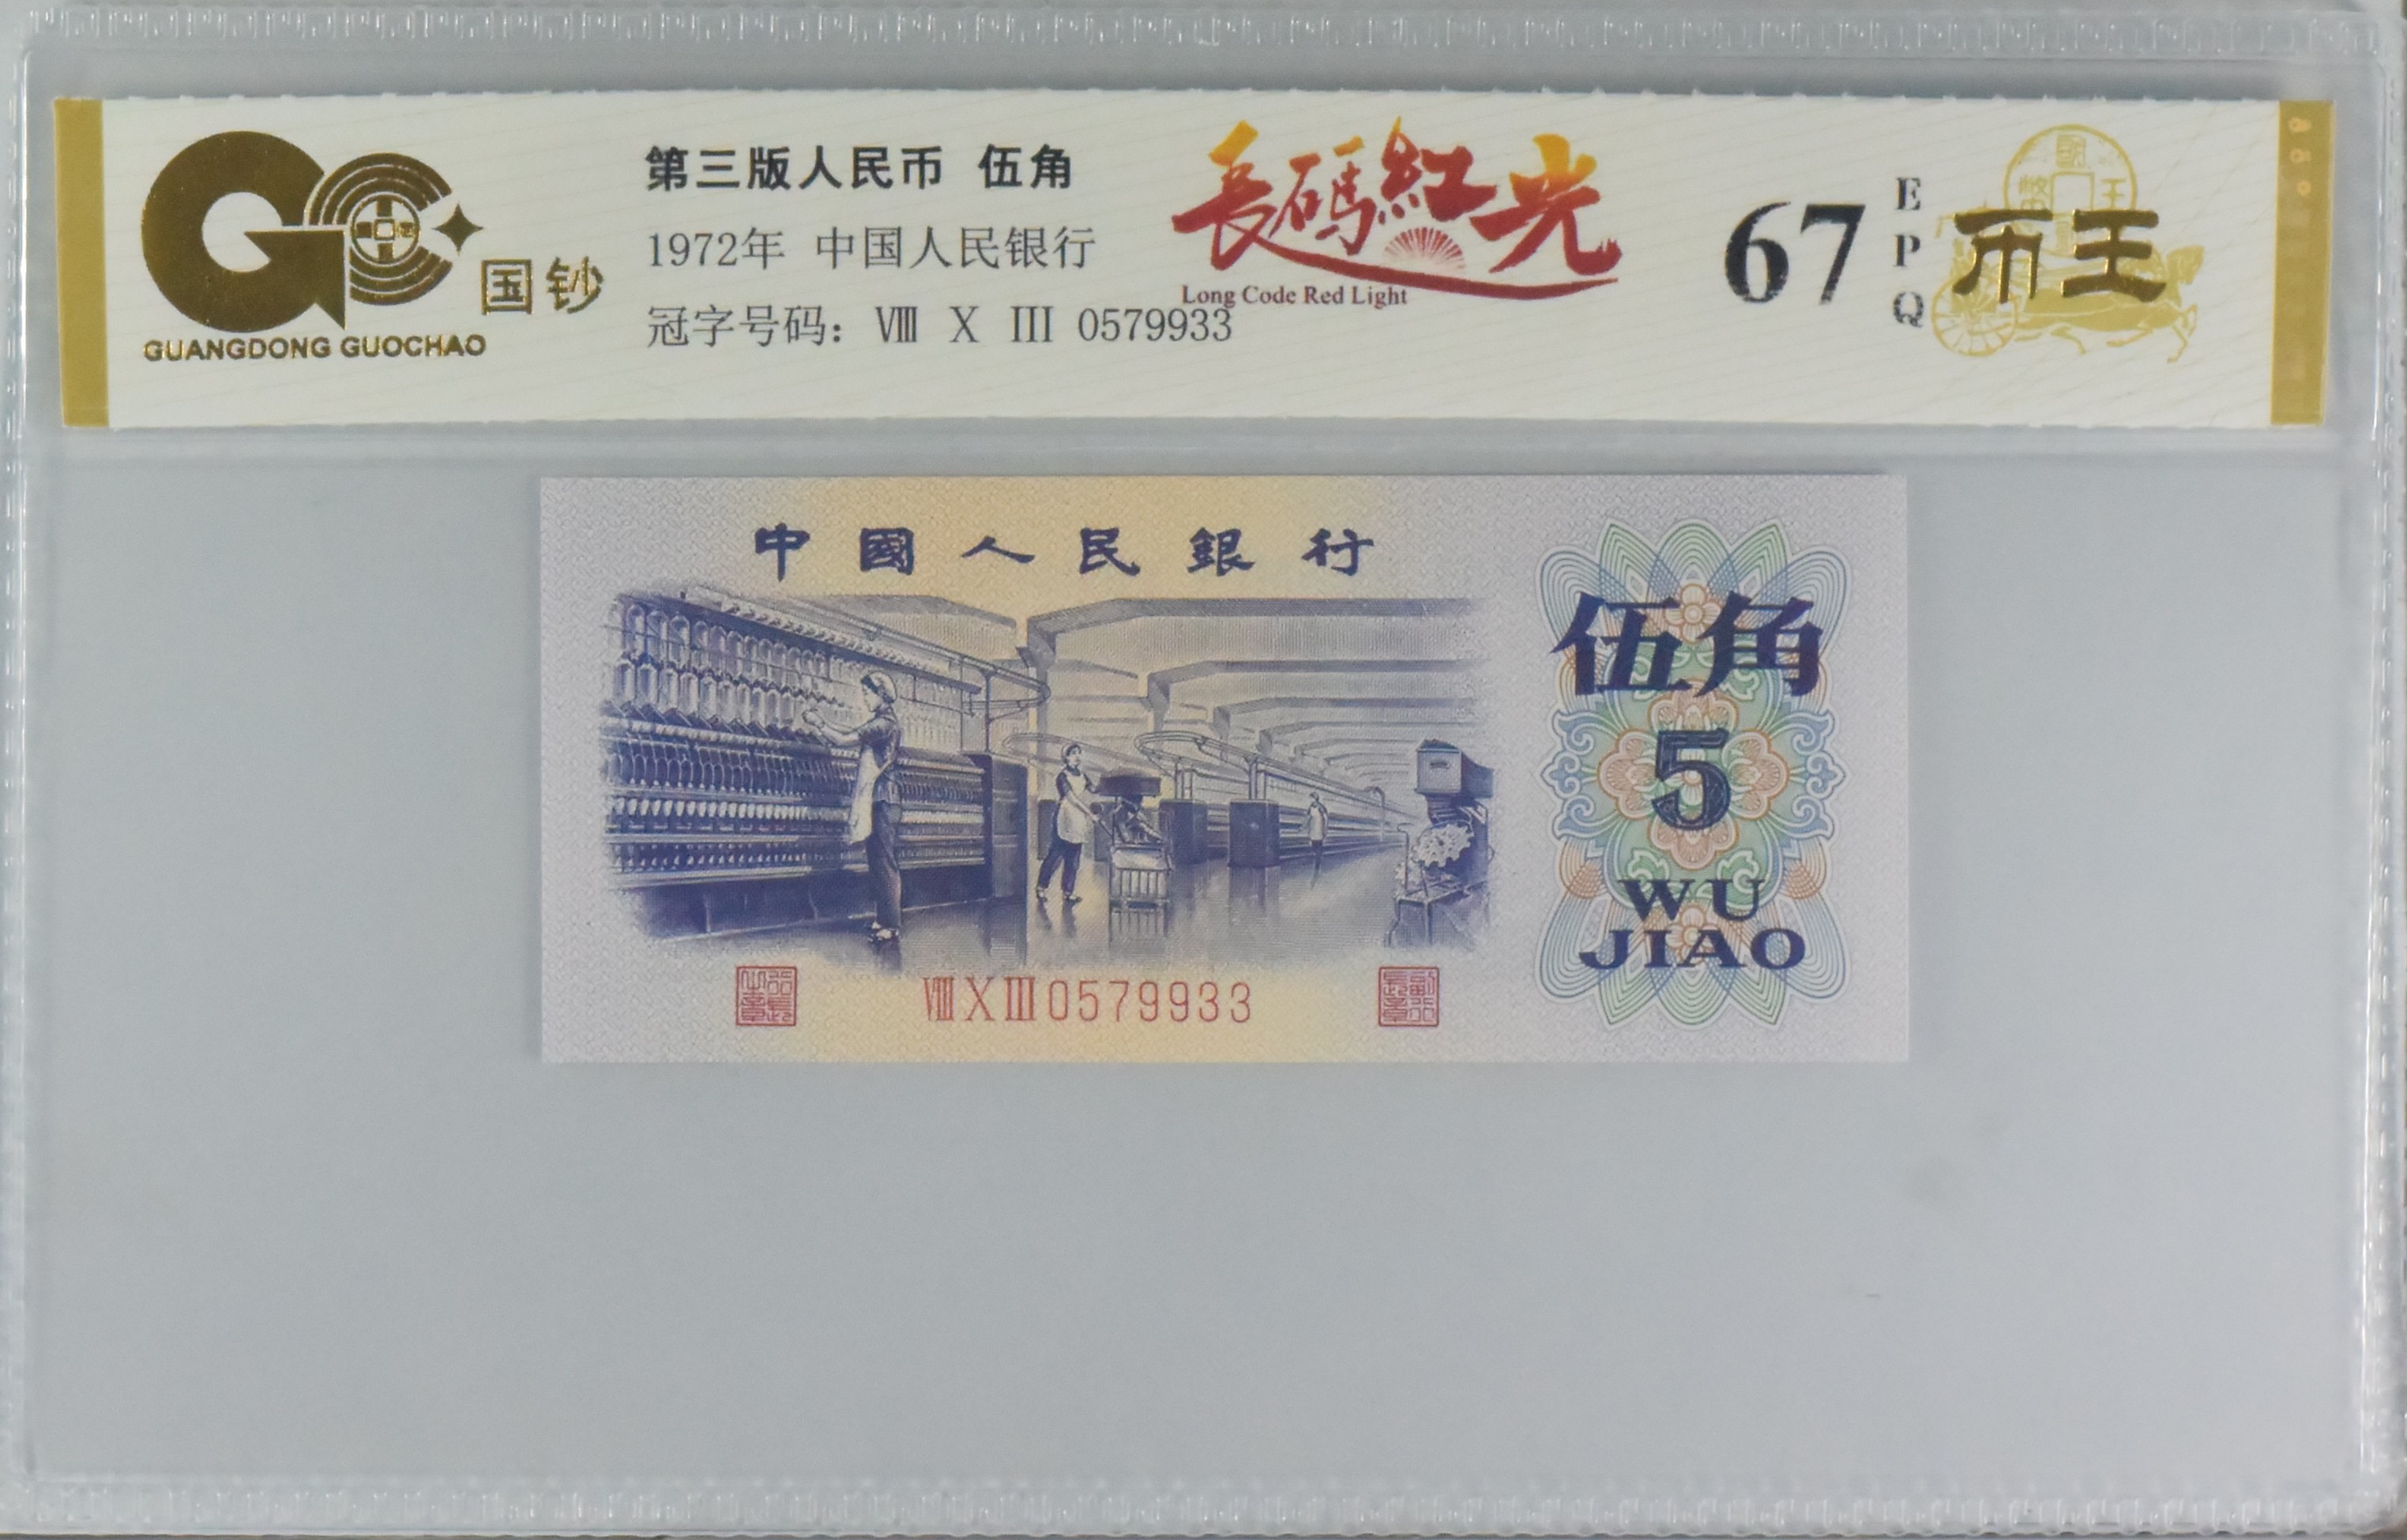 国钞
GUANGDONG GUOCHAO
第三版人民币 伍角
1972年 中国人民银行
冠字号码: Ⅷ Ⅹ Ⅲ 0579933
長碼紅光
Long Code Red Light
67
E
P
Q
币王
中國人民銀行
伍角
5
WU
JIAO
ⅧⅩⅢ0579933